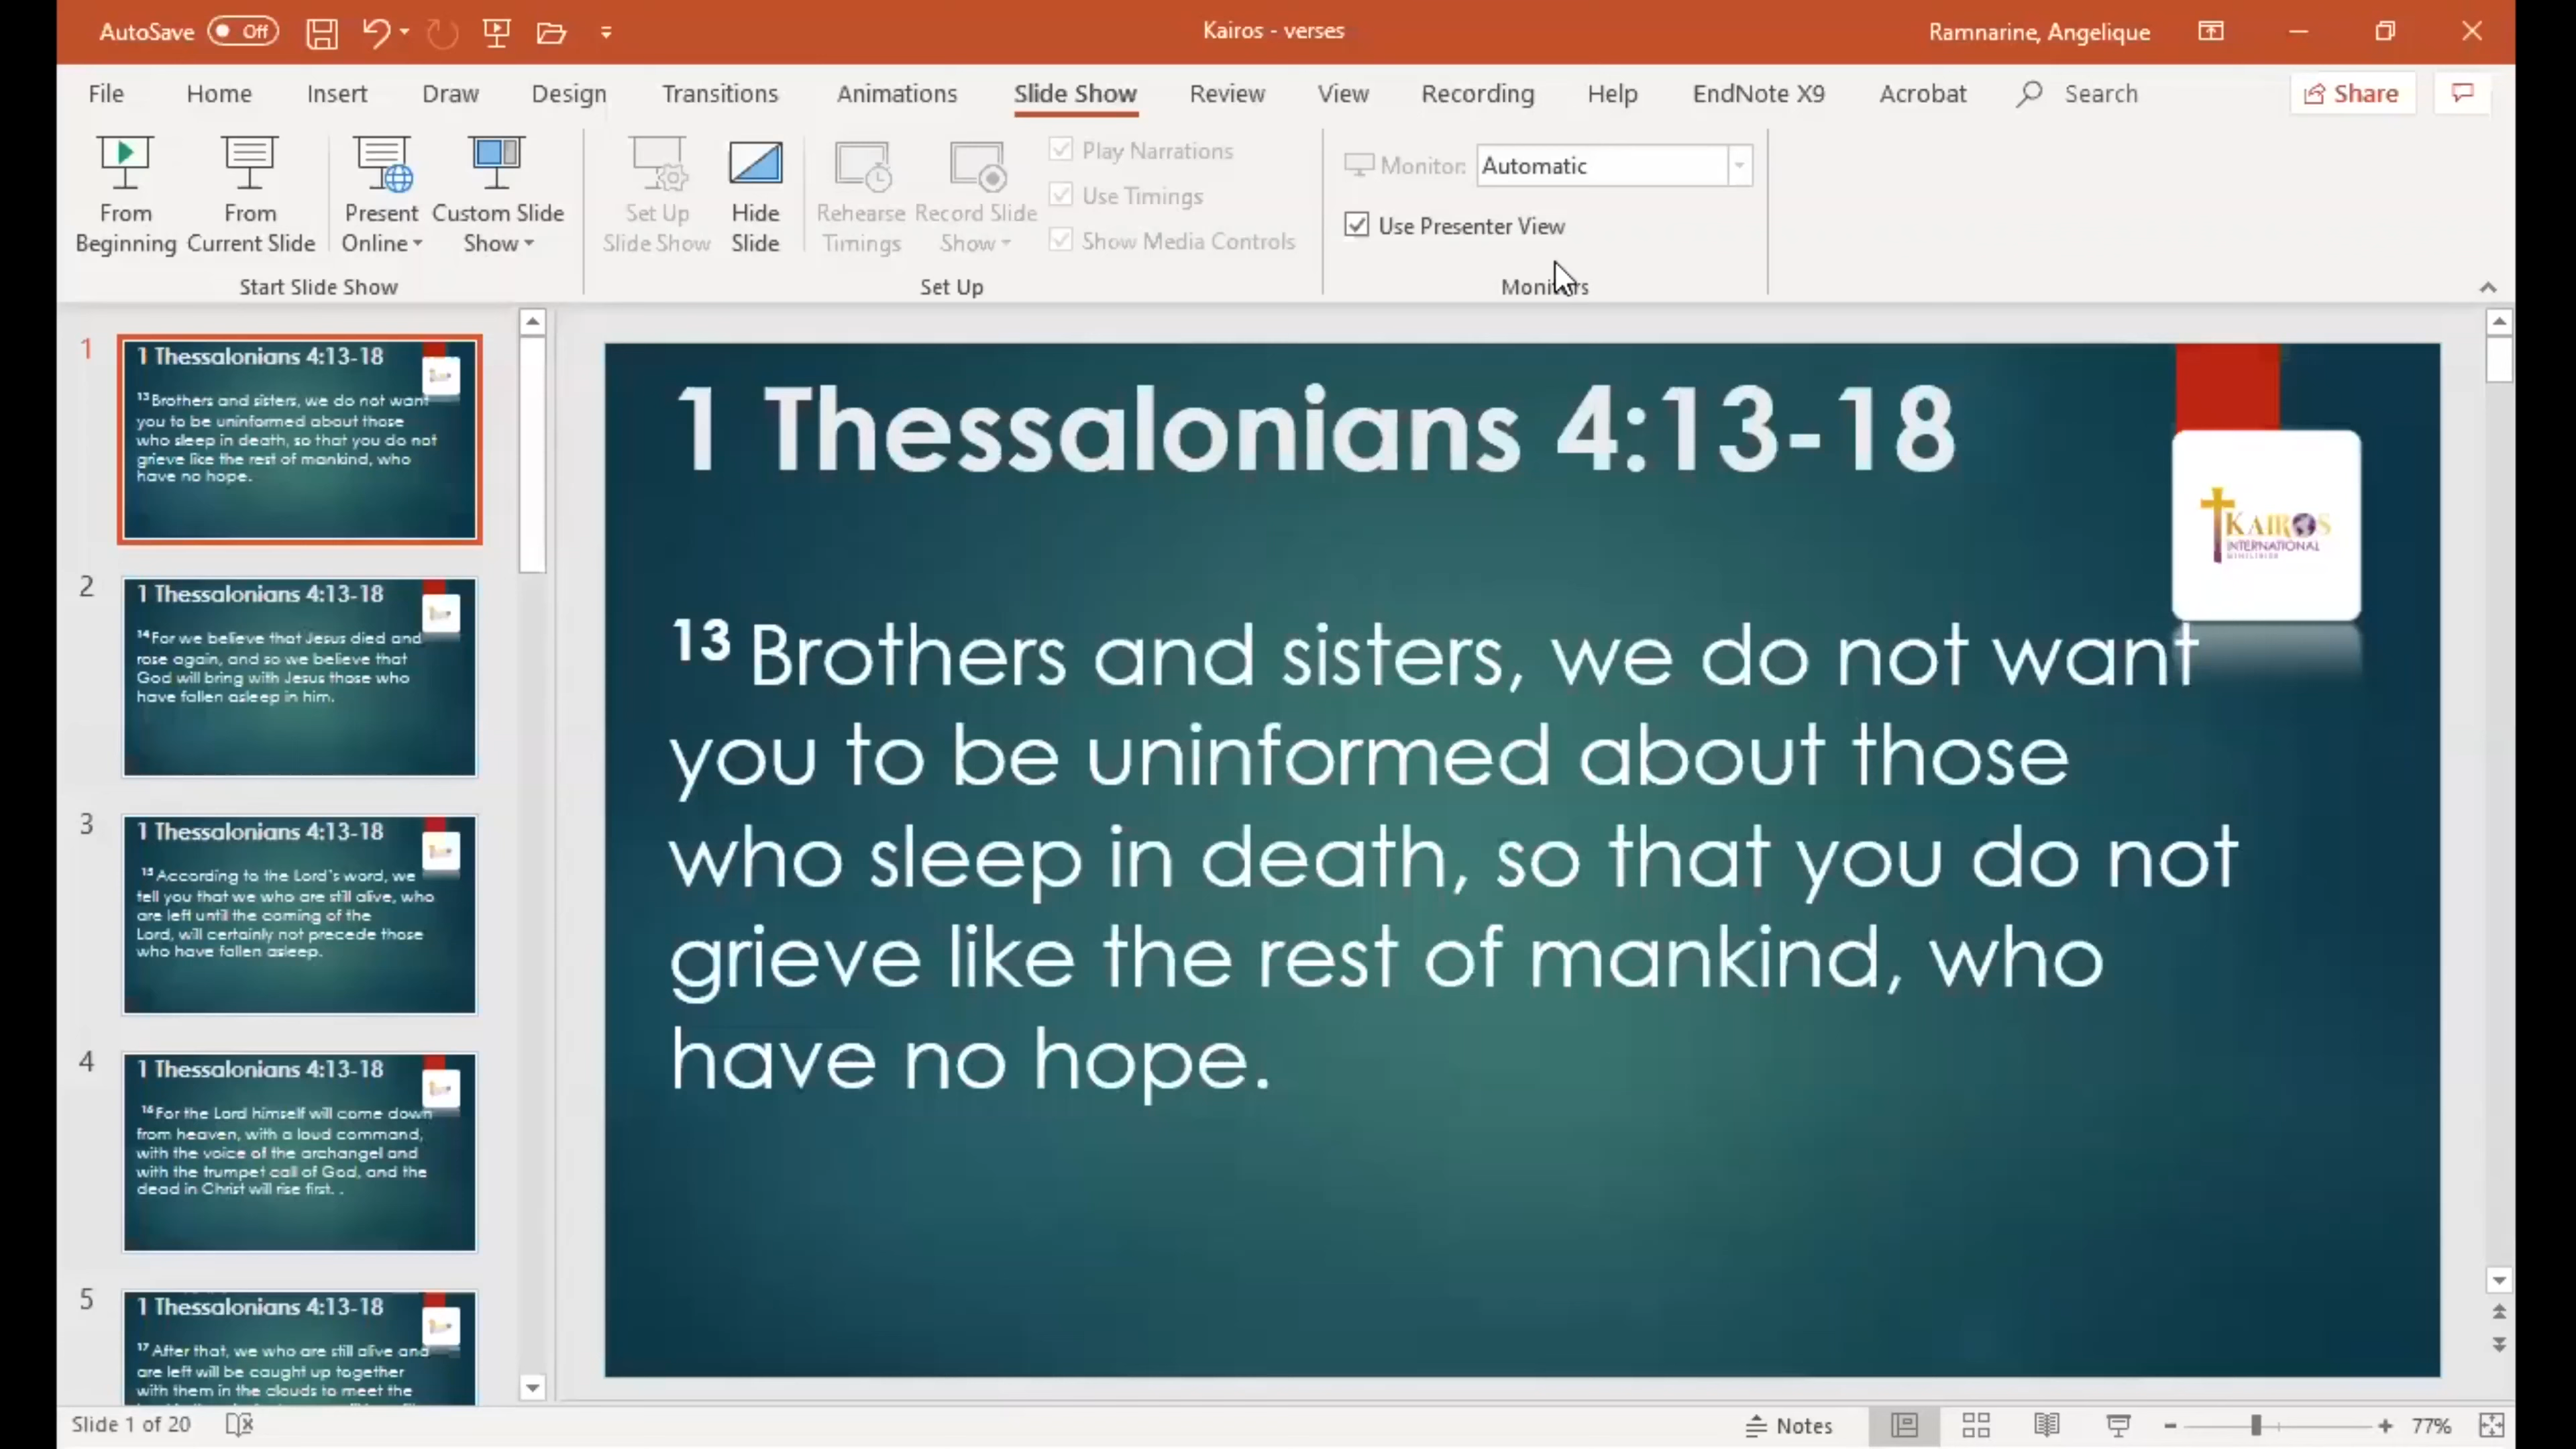 AutoSave Off Kairos - verses Ramnarine, Angelique
File Home Insert Draw Design Transitions Animations Slide Show Review View Recording Help EndNote X9 Acrobat Search Share
From Beginning
From Current Slide
Present Online
Custom Slide Show
Start Slide Show
Set Up Slide Show
Hide Slide
Rehearse Timings
Record Slide Show
Play Narrations
Use Timings
Show Media Controls
Set Up
Monitor: Automatic
Use Presenter View
Monitors
1
1 Thessalonians 4:13-18
13 Brothers and sisters, we do not want
you to be uninformed about those
who sleep in death, so that you do not
grieve like the rest of mankind, who
have no hope.
2
1 Thessalonians 4:13-18
14 For we believe that Jesus died and
rose again, and so we believe that
God will bring with Jesus those who
have fallen asleep in him.
3
1 Thessalonians 4:13-18
15 According to the Lord's word, we
tell you that we who are still alive, who
are left until the coming of the
Lord, will certainly not precede those
who have fallen asleep.
4
1 Thessalonians 4:13-18
16 For the Lord himself will come down
from heaven, with a loud command,
with the voice of the archangel and
with the trumpet call of God, and the
dead in Christ will rise first. .
5
1 Thessalonians 4:13-18
17 After that, we who are still alive and
are left will be caught up together
with them in the clouds to meet the
1 Thessalonians 4:13-18
KAIROS
INTERNATIONAL
13 Brothers and sisters, we do not want
you to be uninformed about those
who sleep in death, so that you do not
grieve like the rest of mankind, who
have no hope.
Slide 1 of 20 Notes 77%